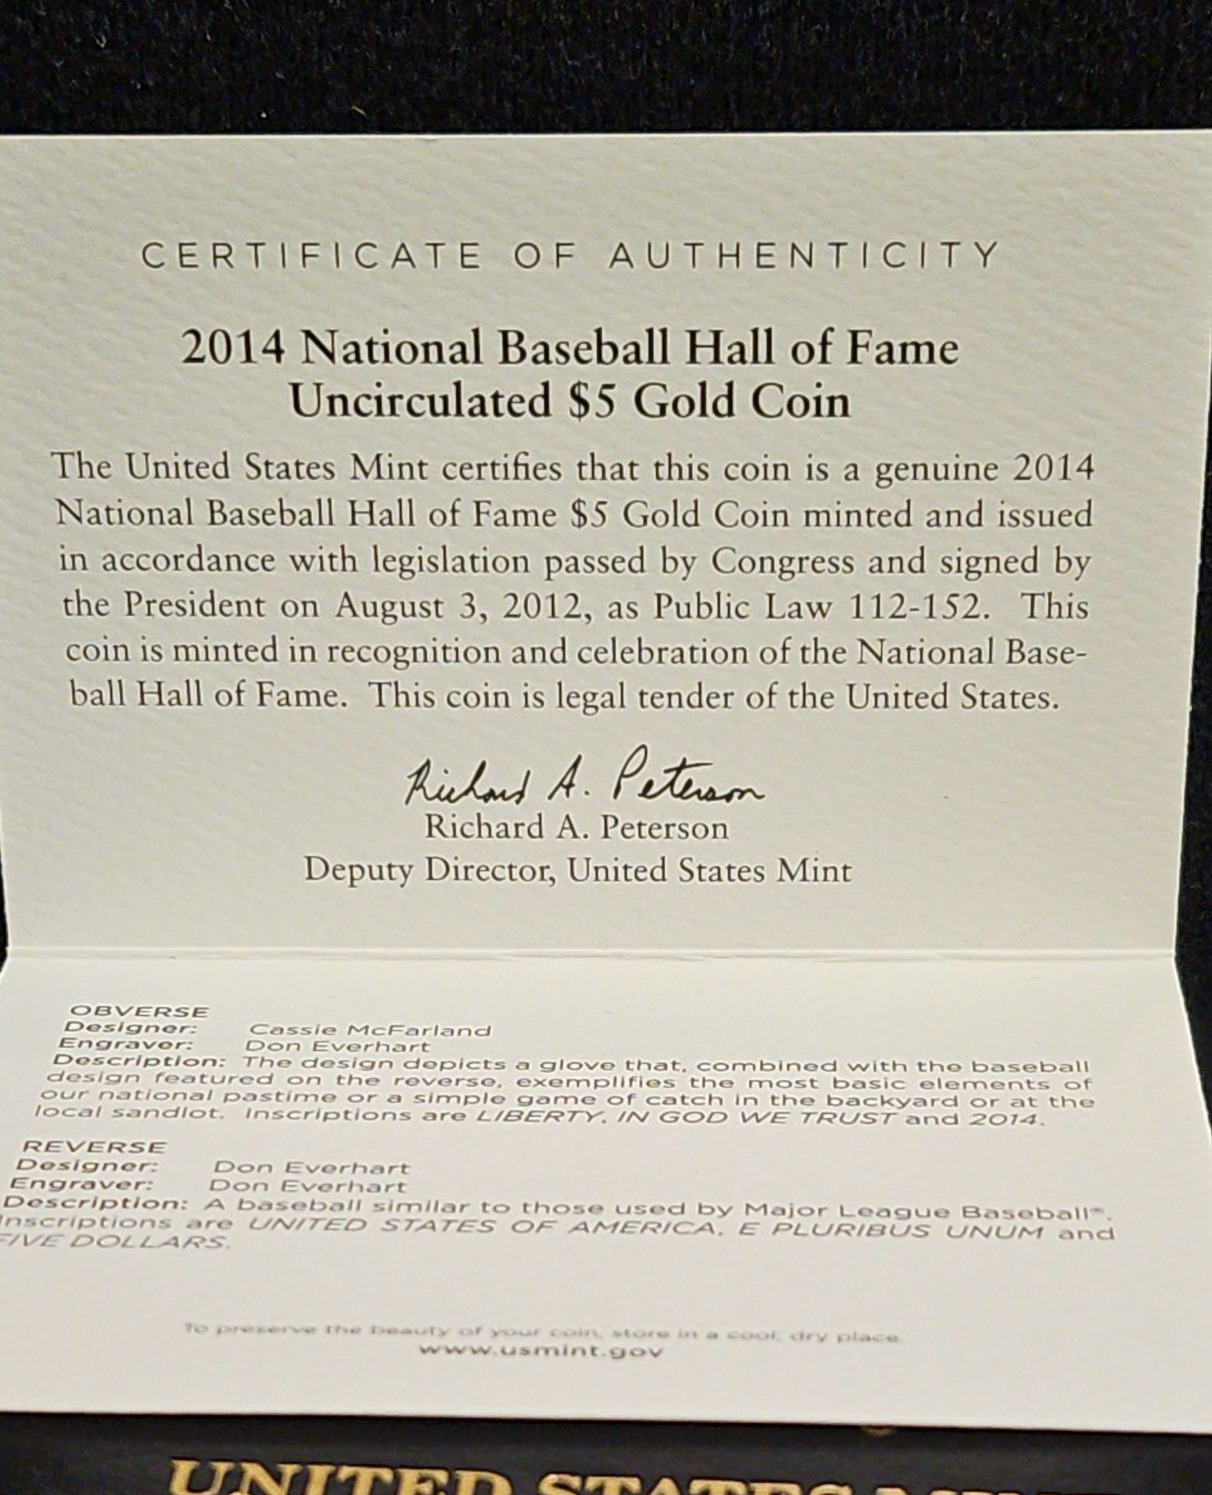 CERTIFICATE OF AUTHENTICITY
2014 National Baseball Hall of Fame
Uncirculated $5 Gold Coin
The United States Mint certifies that this coin is a genuine 2014
National Baseball Hall of Fame $5 Gold Coin minted and issued
in accordance with legislation passed by Congress and signed by
the President on August 3, 2012, as Public Law 112-152. This
coin is minted in recognition and celebration of the National Base-
ball Hall of Fame. This coin is legal tender of the United States.
Richard A. Peterson
Richard A. Peterson
Deputy Director, United States Mint
OBVERSE
Designer: Cassie McFarland
Engraver: Don Everhart
Description: The design depicts a glove that, combined with the baseball
design featured on the reverse, exemplifies the most basic elements of
our national pastime or a simple game of catch in the backyard or at the
local sandlot. Inscriptions are LIBERTY, IN GOD WE TRUST and 2014.
REVERSE
Designer: Don Everhart
Engraver: Don Everhart
Description: A baseball similar to those used by Major League Baseball℠.
Inscriptions are UNITED STATES OF AMERICA, E PLURIBUS UNUM and
FIVE DOLLARS.
To preserve the beauty of your coin, store in a cool, dry place.
www.usmint.gov
UNITED STATES